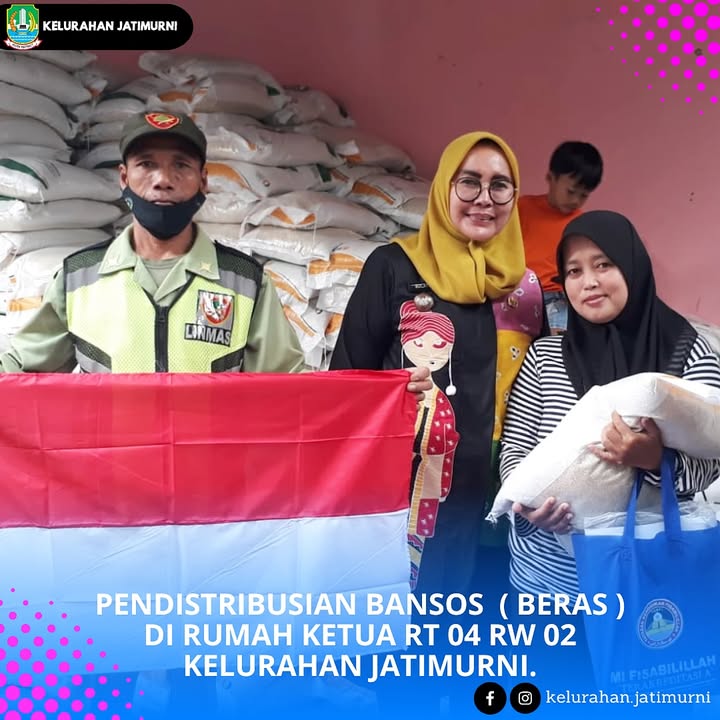 KELURAHAN JATIMURNI
LINMAS
PENDISTRIBUSIAN BANSOS ( BERAS )
DI RUMAH KETUA RT 04 RW 02
KELURAHAN JATIMURNI.
MI FISABILILLAH
TERAKREDITASI A
kelurahan.jatimurni